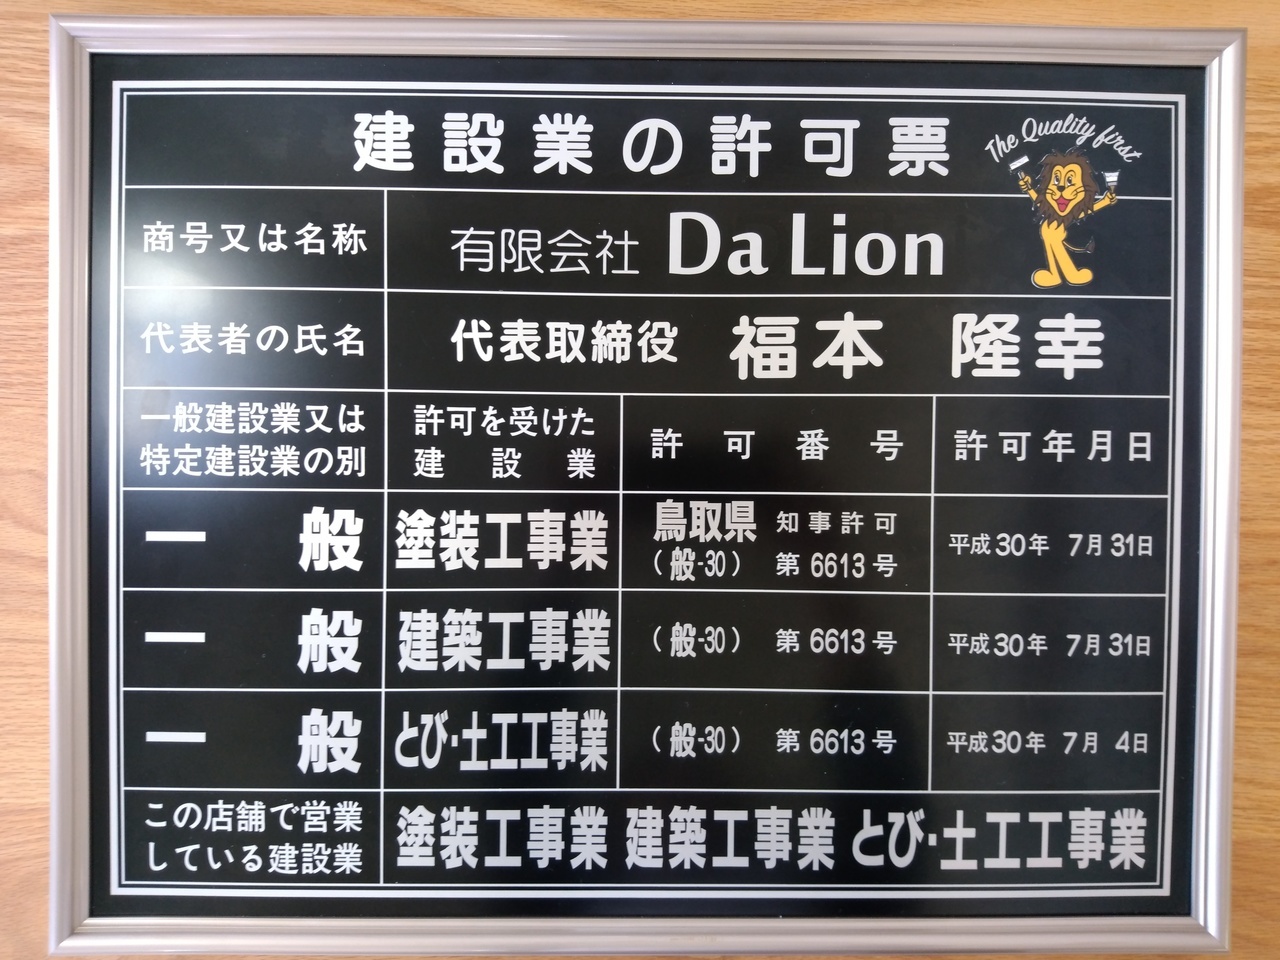 建設業の許可票
The Quality first
商号又は名称 有限会社 Da Lion
代表者の氏名 代表取締役 福本 隆幸
一般建設業又は
特定建設業の別
許可を受けた
建設業
許可番号
許可年月日
一般 塗装工事業
鳥取県 知事許可
(般-30) 第6613号
平成30年 7月31日
一般 建築工事業 (般-30) 第6613号 平成30年 7月31日
一般 とび・土工工事業 (般-30) 第6613号 平成30年 7月 4日
この店舗で営業
している建設業
塗装工事業 建築工事業 とび・土工工事業